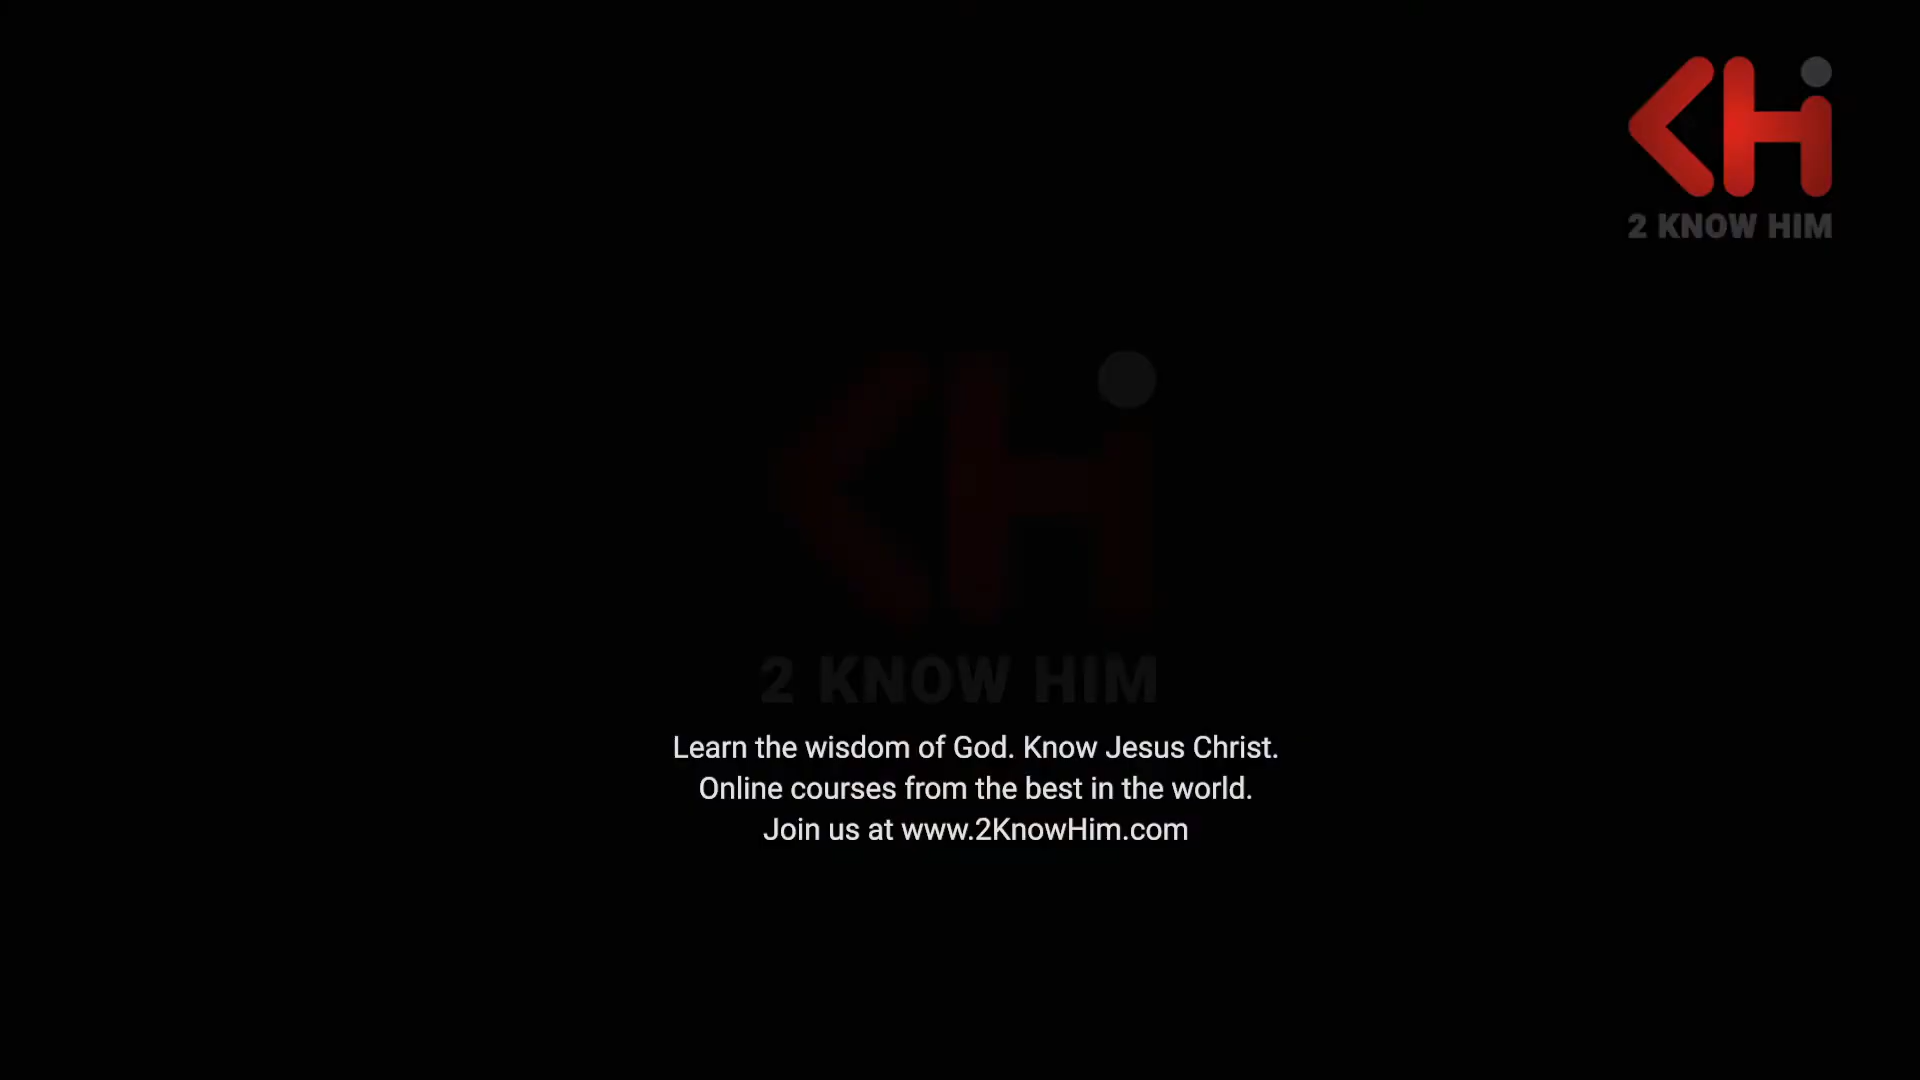 2 KNOW HIM
2 KNOW HIM
Learn the wisdom of God. Know Jesus Christ.
Online courses from the best in the world.
Join us at www.2KnowHim.com